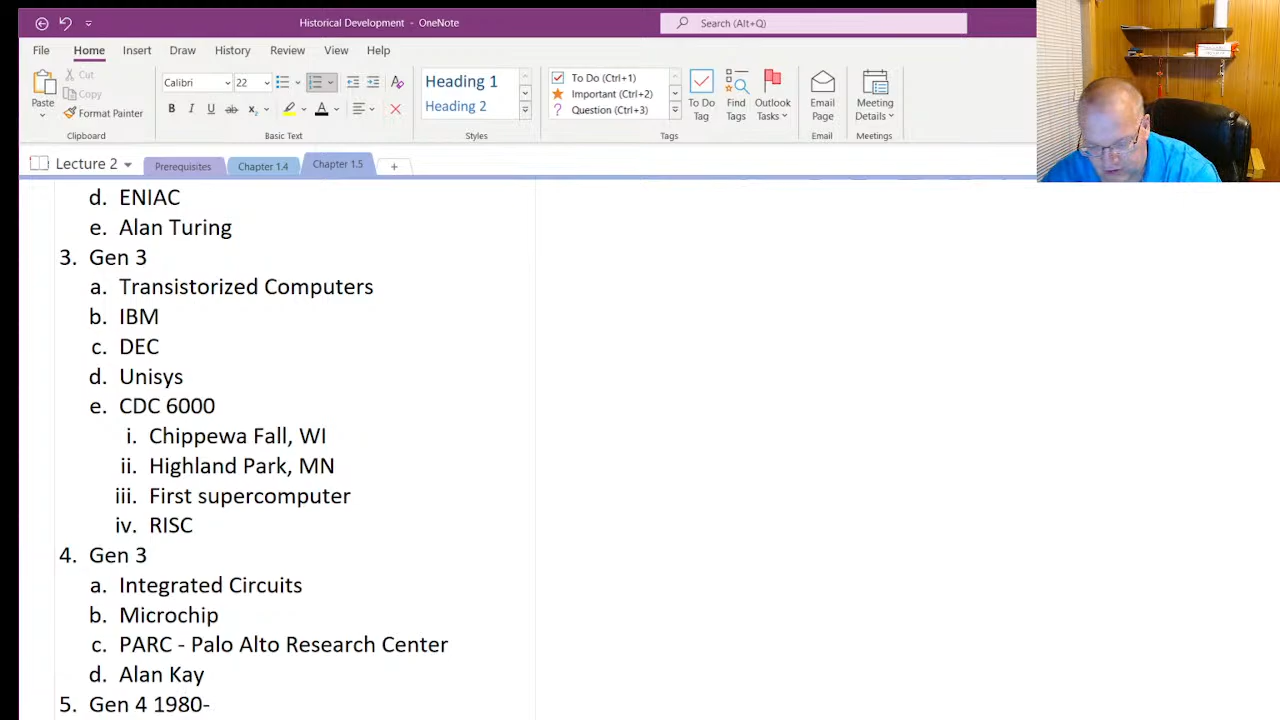 Historical Development - OneNote
Search (Alt+Q)
File Home Insert Draw History Review View Help
Paste
Cut
Copy
Format Painter
Clipboard
Calibri 22
B I U ab x₂ A
Basic Text
Heading 1
Heading 2
Styles
To Do (Ctrl+1)
Important (Ctrl+2)
? Question (Ctrl+3)
To Do Tag
Find Tags
Outlook Tasks
Tags
Email Page
Email
Meeting Details
Meetings
Lecture 2 Prerequisites Chapter 1.4 Chapter 1.5 +
d. ENIAC
e. Alan Turing
3. Gen 3
a. Transistorized Computers
b. IBM
c. DEC
d. Unisys
e. CDC 6000
i. Chippewa Fall, WI
ii. Highland Park, MN
iii. First supercomputer
iv. RISC
4. Gen 3
a. Integrated Circuits
b. Microchip
c. PARC - Palo Alto Research Center
d. Alan Kay
5. Gen 4 1980-